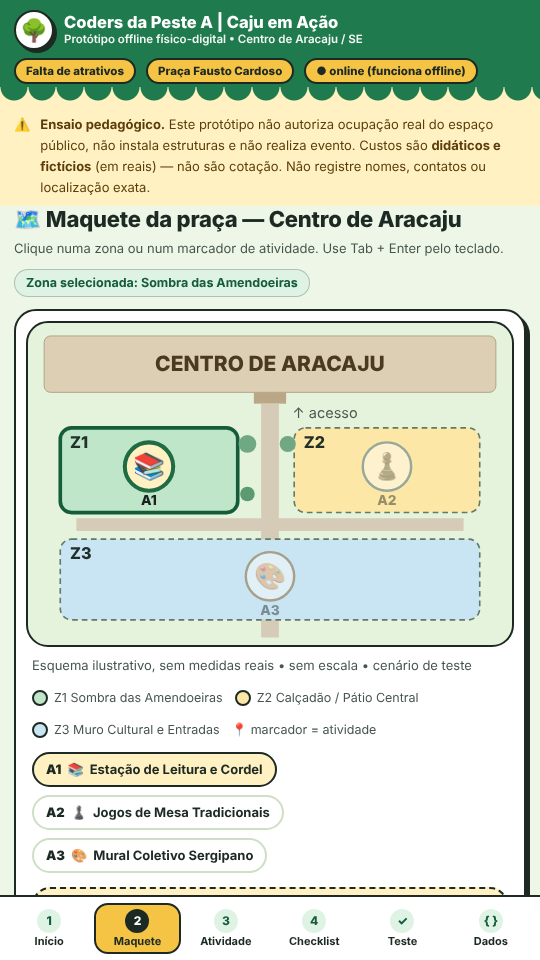 Coders da Peste A | Caju em Ação
Protótipo offline físico-digital • Centro de Aracaju / SE
Falta de atrativos
Praça Fausto Cardoso
● online (funciona offline)
⚠️ Ensaio pedagógico. Este protótipo não autoriza ocupação real do espaço
público, não instala estruturas e não realiza evento. Custos são didáticos e
fictícios (em reais) — não são cotação. Não registre nomes, contatos ou
localização exata.
🗺️ Maquete da praça — Centro de Aracaju
Clique numa zona ou num marcador de atividade. Use Tab + Enter pelo teclado.
Zona selecionada: Sombra das Amendoeiras
CENTRO DE ARACAJU
↑ acesso
Z1
A1
Z2
A2
Z3
A3
Esquema ilustrativo, sem medidas reais • sem escala • cenário de teste
Z1 Sombra das Amendoeiras
Z2 Calçadão / Pátio Central
Z3 Muro Cultural e Entradas
📍 marcador = atividade
A1 📚 Estação de Leitura e Cordel
A2 ♟️ Jogos de Mesa Tradicionais
A3 🎨 Mural Coletivo Sergipano
1
Início
2
Maquete
3
Atividade
4
Checklist
✓
Teste
{ }
Dados